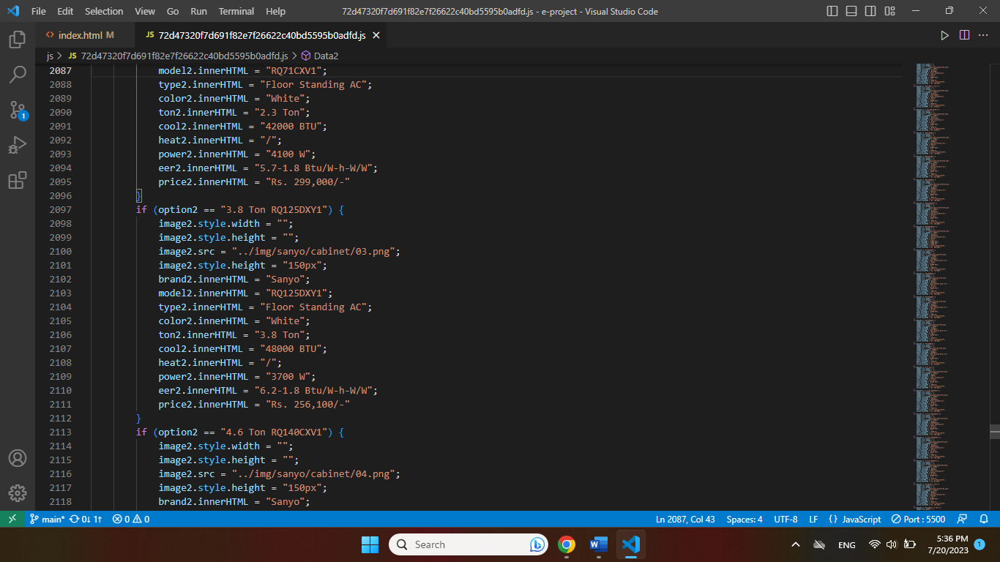 File Edit Selection View Go Run Terminal Help 72d47320f7d691f82e7f26622c40bd5595b0adfd.js - e-project - Visual Studio Code
index.html M JS 72d47320f7d691f82e7f26622c40bd5595b0adfd.js
js > JS 72d47320f7d691f82e7f26622c40bd5595b0adfd.js > Data2
2087 model2.innerHTML = "RQ71CXV1";
2088 type2.innerHTML = "Floor Standing AC";
2089 color2.innerHTML = "White";
2090 ton2.innerHTML = "2.3 Ton";
2091 cool2.innerHTML = "42000 BTU";
2092 heat2.innerHTML = "/";
2093 power2.innerHTML = "4100 W";
2094 eer2.innerHTML = "5.7-1.8 Btu/W-h-W/W";
2095 price2.innerHTML = "Rs. 299,000/-"
2096 }
2097 if (option2 == "3.8 Ton RQ125DXY1") {
2098 image2.style.width = "";
2099 image2.style.height = "";
2100 image2.src = "../img/sanyo/cabinet/03.png";
2101 image2.style.height = "150px";
2102 brand2.innerHTML = "Sanyo";
2103 model2.innerHTML = "RQ125DXY1";
2104 type2.innerHTML = "Floor Standing AC";
2105 color2.innerHTML = "White";
2106 ton2.innerHTML = "3.8 Ton";
2107 cool2.innerHTML = "48000 BTU";
2108 heat2.innerHTML = "/";
2109 power2.innerHTML = "3700 W";
2110 eer2.innerHTML = "6.2-1.8 Btu/W-h-W/W";
2111 price2.innerHTML = "Rs. 256,100/-"
2112 }
2113 if (option2 == "4.6 Ton RQ140CXV1") {
2114 image2.style.width = "";
2115 image2.style.height = "";
2116 image2.src = "../img/sanyo/cabinet/04.png";
2117 image2.style.height = "150px";
2118 brand2.innerHTML = "Sanyo";
main* 0↓ 1↑ 0 0 Ln 2087, Col 43 Spaces: 4 UTF-8 LF {} JavaScript Port : 5500
Search ENG 5:36 PM
7/20/2023 1